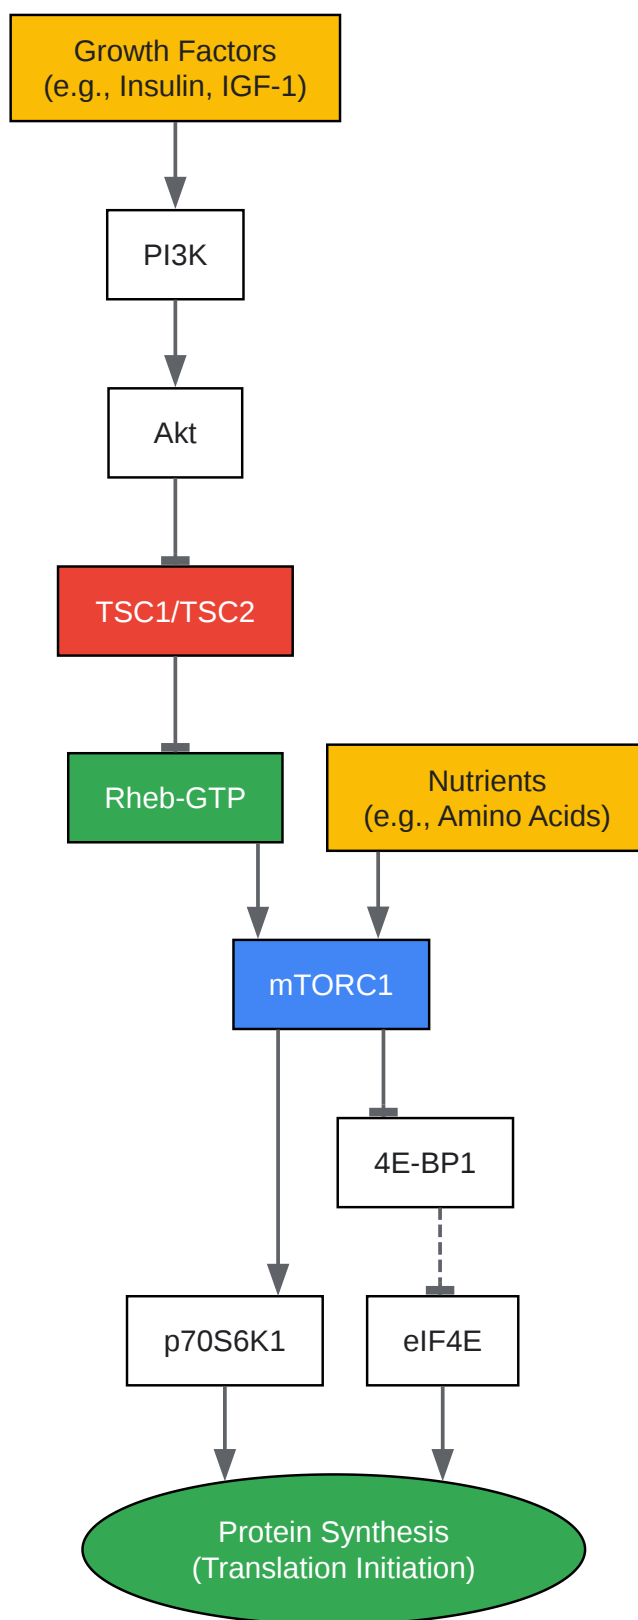 Growth Factors
(e.g., Insulin, IGF-1)
PI3K
Akt
TSC1/TSC2
Rheb-GTP
Nutrients
(e.g., Amino Acids)
mTORC1
4E-BP1
p70S6K1
eIF4E
Protein Synthesis
(Translation Initiation)